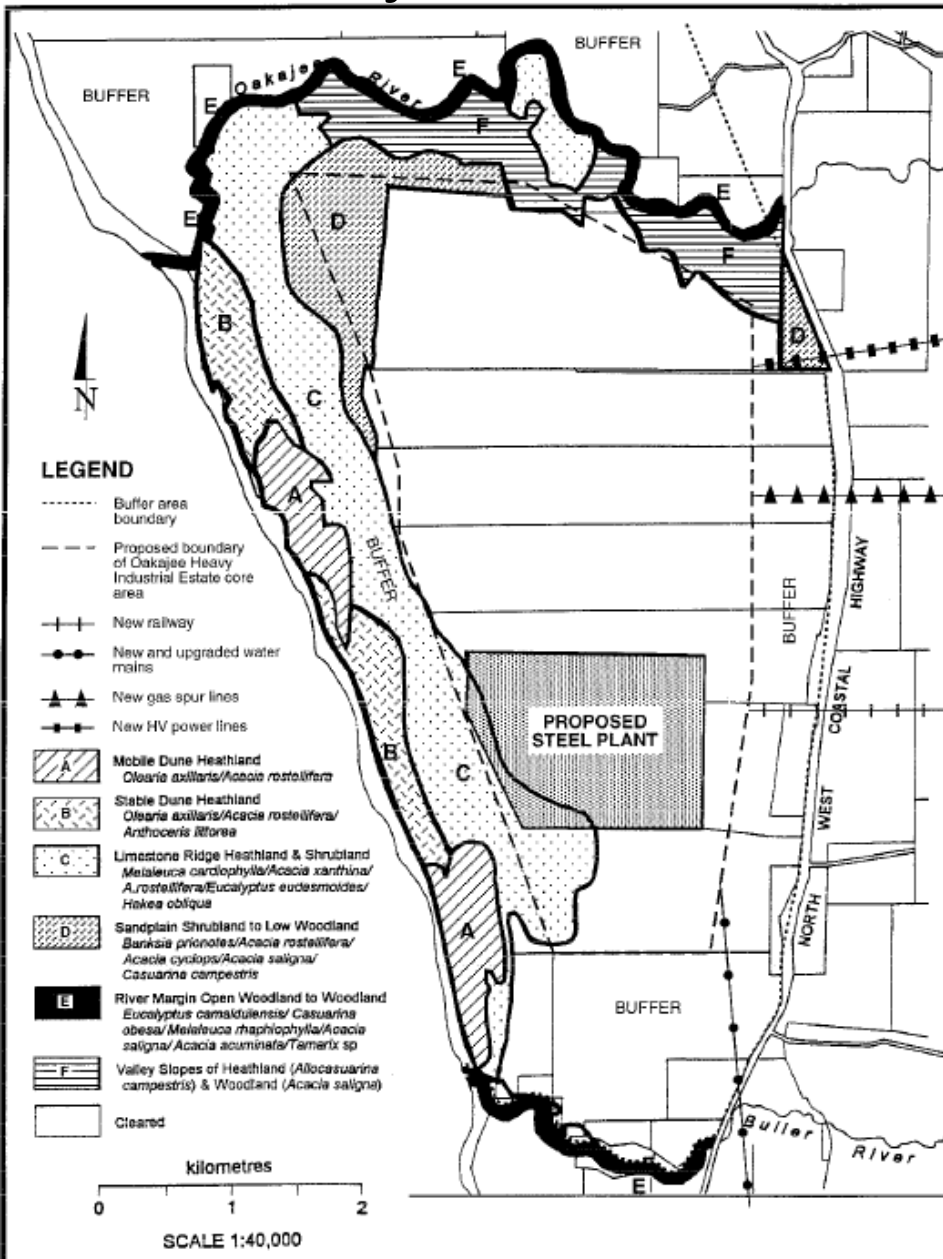 BUFFER
BUFFER
E
Oakajee River
E
E
F
E
D
E
F
B
D
C
N
A
BUFFER
BUFFER
HIGHWAY
COASTAL
WEST
NORTH
PROPOSED
STEEL PLANT
B
C
A
BUFFER
Buller
River
E
LEGEND
Buffer area
boundary
Proposed boundary
of Oakajee Heavy
Industrial Estate core
area
New railway
New and upgraded water
mains
New gas spur lines
New HV power lines
A
Mobile Dune Heathland
Olearia axillaris/Acacia rostellifera
B
Stable Dune Heathland
Olearia axillaris/Acacia rostellifera/
Anthoceris littorea
C
Limestone Ridge Heathland & Shrubland
Melaleuca cardiophylla/Acacia xanthina/
A.rostellifera/Eucalyptus eudesmoides/
Hakea obliqua
D
Sandplain Shrubland to Low Woodland
Banksia prionotes/Acacia rostellifera/
Acacia cyclops/Acacia saligna/
Casuarina campestris
E
River Margin Open Woodland to Woodland
Eucalyptus camaldulensis/ Casuarina
obesa/ Melaleuca rhaphiophylla/Acacia
saligna/ Acacia acuminata/Tamarix sp
F
Valley Slopes of Heathland (Allocasuarina
campestris) & Woodland (Acacia saligna)
Cleared
kilometres
0 1 2
SCALE 1:40,000